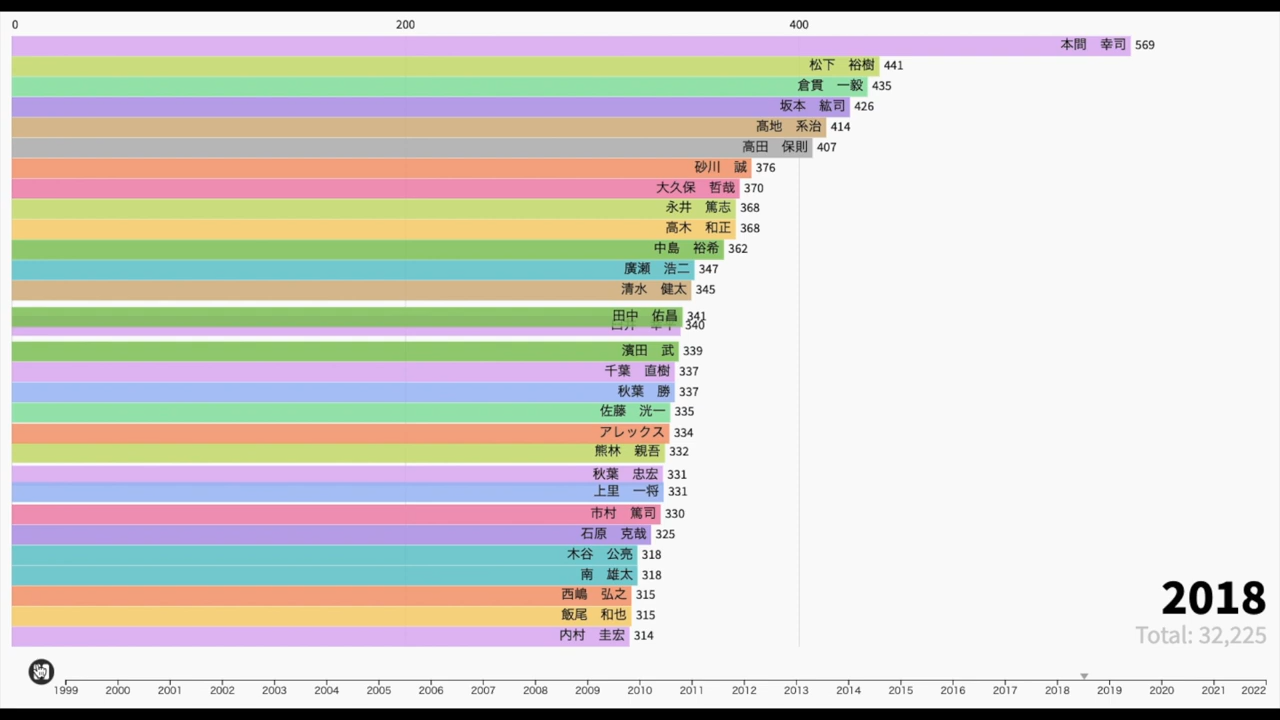 0 200 400
本間 幸司 569
松下 裕樹 441
倉貫 一毅 435
坂本 紘司 426
髙地 系治 414
高田 保則 407
砂川 誠 376
大久保 哲哉 370
永井 篤志 368
高木 和正 368
中島 裕希 362
廣瀬 浩二 347
清水 健太 345
田中 佑昌 341
340
濱田 武 339
千葉 直樹 337
秋葉 勝 337
佐藤 洸一 335
アレックス 334
熊林 親吾 332
秋葉 忠宏 331
上里 一将 331
市村 篤司 330
石原 克哉 325
木谷 公亮 318
南 雄太 318
西嶋 弘之 315
飯尾 和也 315
内村 圭宏 314
2018
Total: 32,225
1999 2000 2001 2002 2003 2004 2005 2006 2007 2008 2009 2010 2011 2012 2013 2014 2015 2016 2017 2018 2019 2020 2021 2022